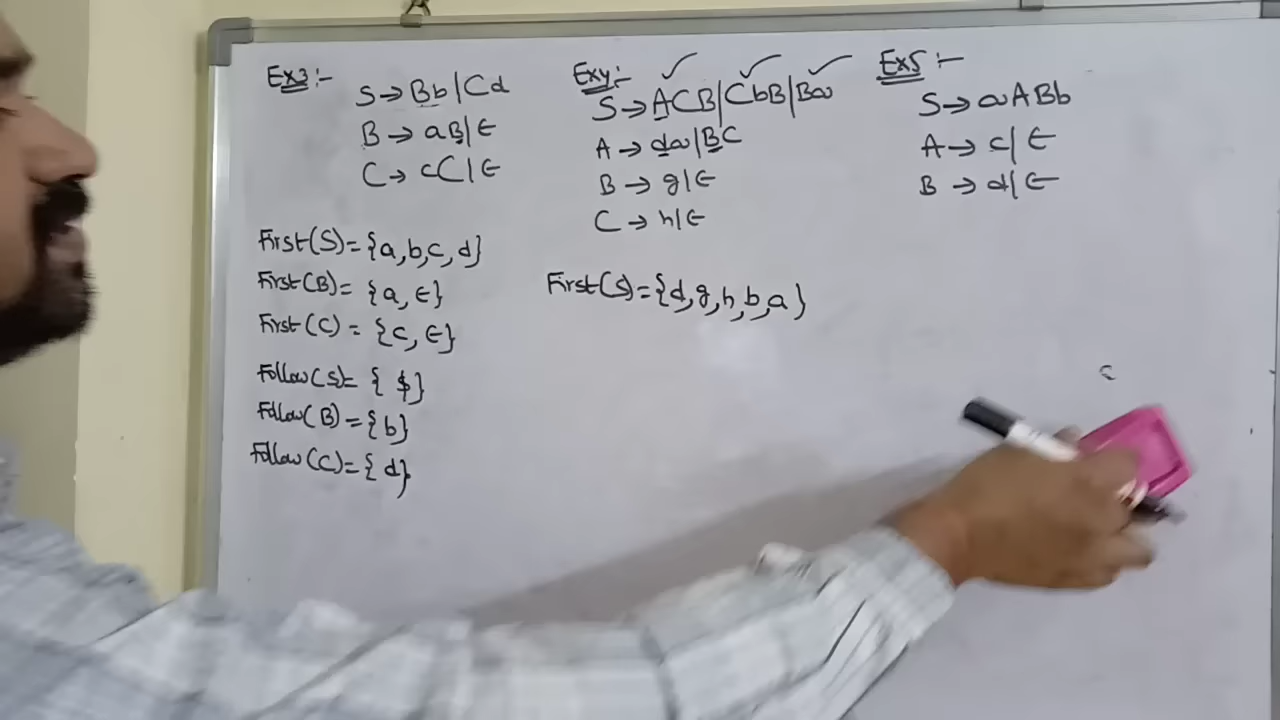 Ex3:-
S→Bb|Cd
B→aB|∈
C→cC|∈
First(S)={a,b,c,d}
First(B)={a,∈}
First(C)={c,∈}
Follow(S)={$}
Follow(B)={b}
Follow(C)={d}
Ex4:-
S→ACB|CbB|Ba
A→da|BC
B→g|∈
C→h|∈
First(S)={d,g,h,b,a}
Ex5:-
S→aABb
A→c|∈
B→d|∈